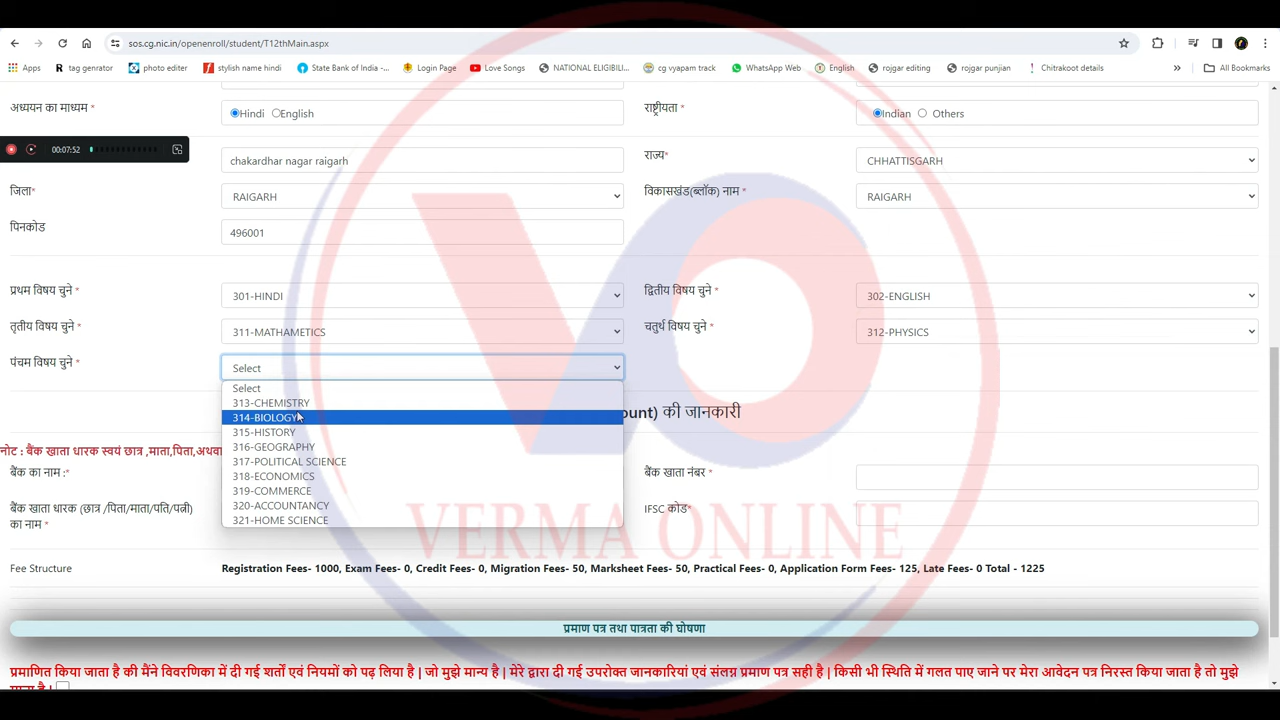 sos.cg.nic.in/openenroll/student/T12thMain.aspx
Apps tag genrator photo editer stylish name hindi State Bank of India -... Login Page Love Songs NATIONAL ELIGIBILI... cg vyapam track WhatsApp Web English rojgar editing rojgar punjian Chitrakoot details » All Bookmarks
अध्ययन का माध्यम * Hindi English राष्ट्रीयता * Indian Others
00:07:52
chakardhar nagar raigarh राज्य* CHHATTISGARH
जिला* RAIGARH विकासखंड(ब्लॉक) नाम * RAIGARH
पिनकोड 496001
प्रथम विषय चुने * 301-HINDI द्वितीय विषय चुने * 302-ENGLISH
तृतीय विषय चुने * 311-MATHAMETICS चतुर्थ विषय चुने * 312-PHYSICS
पंचम विषय चुने * Select
Select
313-CHEMISTRY
314-BIOLOGY
315-HISTORY
316-GEOGRAPHY
317-POLITICAL SCIENCE
318-ECONOMICS
319-COMMERCE
320-ACCOUNTANCY
321-HOME SCIENCE
ount) की जानकारी
नोट : बैंक खाता धारक स्वयं छात्र ,माता,पिता,अथवा
बैंक का नाम :* बैंक खाता नंबर *
बैंक खाता धारक (छात्र /पिता/माता/पति/पत्नी) IFSC कोड*
का नाम *
VERMA ONLINE
Fee Structure Registration Fees- 1000, Exam Fees- 0, Credit Fees- 0, Migration Fees- 50, Marksheet Fees- 50, Practical Fees- 0, Application Form Fees- 125, Late Fees- 0 Total - 1225
प्रमाण पत्र तथा पात्रता की घोषणा
प्रमाणित किया जाता है की मैंने विवरणिका में दी गई शर्तों एवं नियमों को पढ़ लिया है | जो मुझे मान्य है | मेरे द्वारा दी गई उपरोक्त जानकारियां एवं संलग्न प्रमाण पत्र सही है | किसी भी स्थिति में गलत पाए जाने पर मेरा आवेदन पत्र निरस्त किया जाता है तो मुझे
मान्य है |